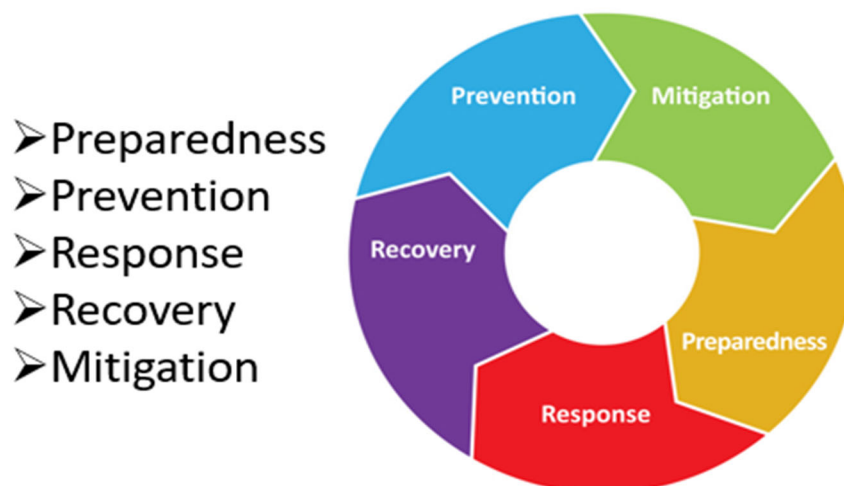 ➢Preparedness
➢Prevention
➢Response
➢Recovery
➢Mitigation
Prevention
Mitigation
Recovery
Preparedness
Response